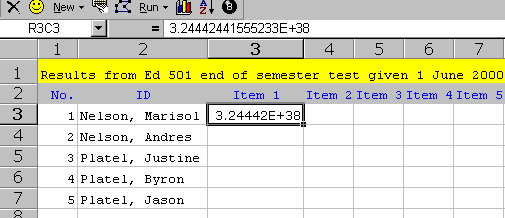 New Run
R3C3 = 3.24442441555233E+38
1 2 3 4 5 6 7
1 Results from Ed 501 end of semester test given 1 June 2000
2 No. ID Item 1 Item 2 Item 3 Item 4 Item 5
3 1 Nelson, Marisol 3.24442E+38
4 2 Nelson, Andres
5 3 Platel, Justine
6 4 Platel, Byron
7 5 Platel, Jason